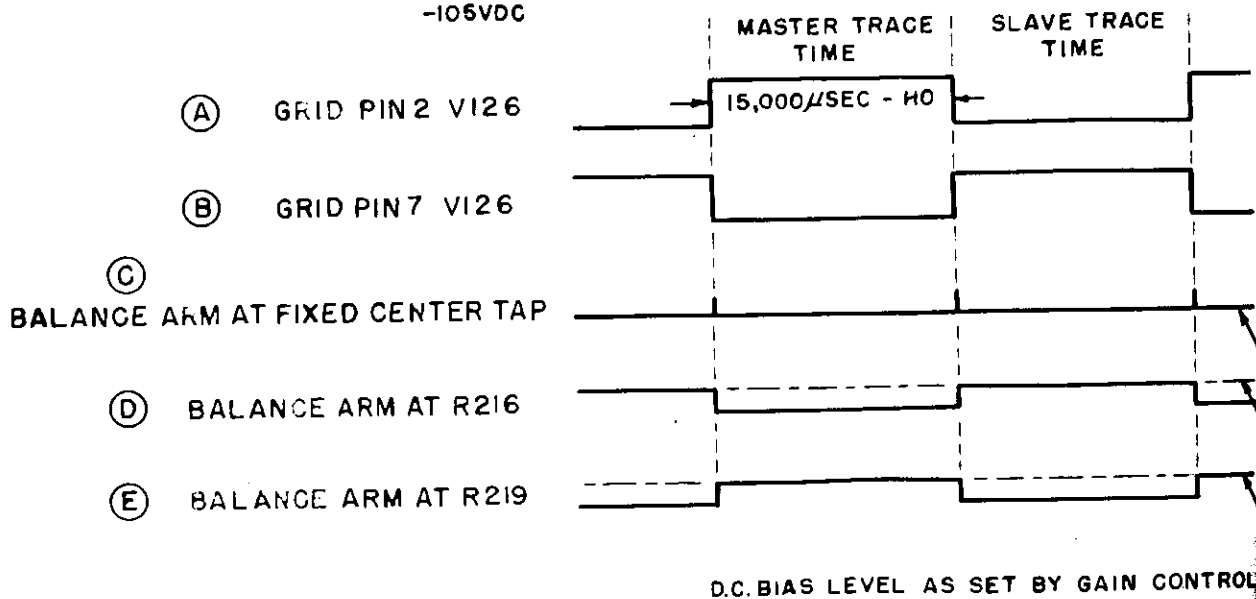 -105VDC
MASTER TRACE
TIME
SLAVE TRACE
TIME
Ⓐ GRID PIN 2 V126
15,000μSEC - HO
Ⓑ GRID PIN 7 V126
Ⓒ
BALANCE ARM AT FIXED CENTER TAP
Ⓓ BALANCE ARM AT R216
Ⓔ BALANCE ARM AT R219
D.C. BIAS LEVEL AS SET BY GAIN CONTROL